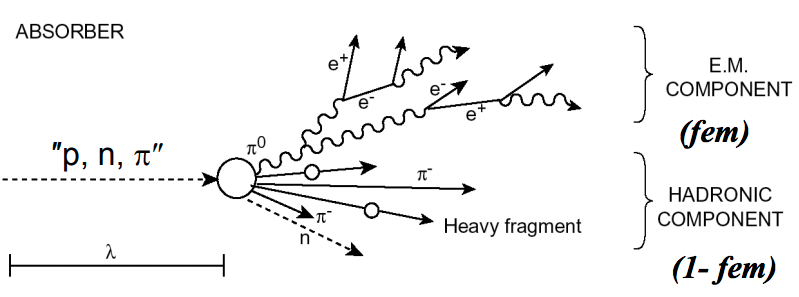 ABSORBER
e+
e-
e-
e+
E.M.
COMPONENT
(fem)
"p, n, π"
π0
π-
π-
n
Heavy fragment
HADRONIC
COMPONENT
(1- fem)
λ